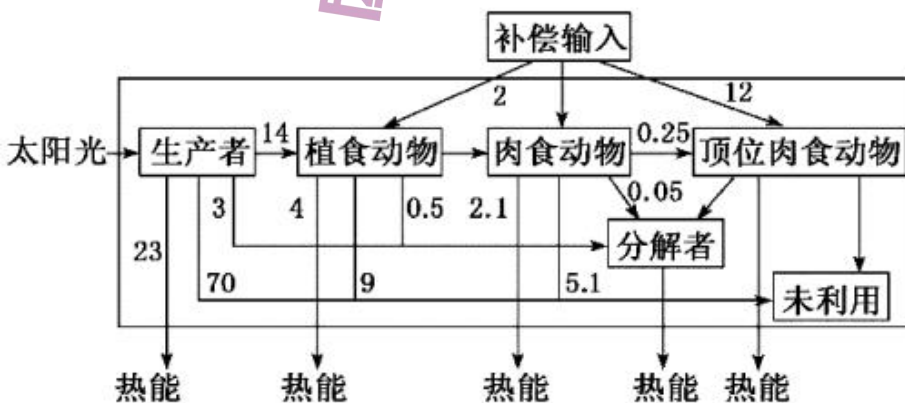 补偿输入
2
12
太阳光
生产者
14
植食动物
肉食动物
0.25
顶位肉食动物
3
4
0.5
2.1
0.05
23
70
9
5.1
分解者
未利用
热能
热能
热能
热能
热能